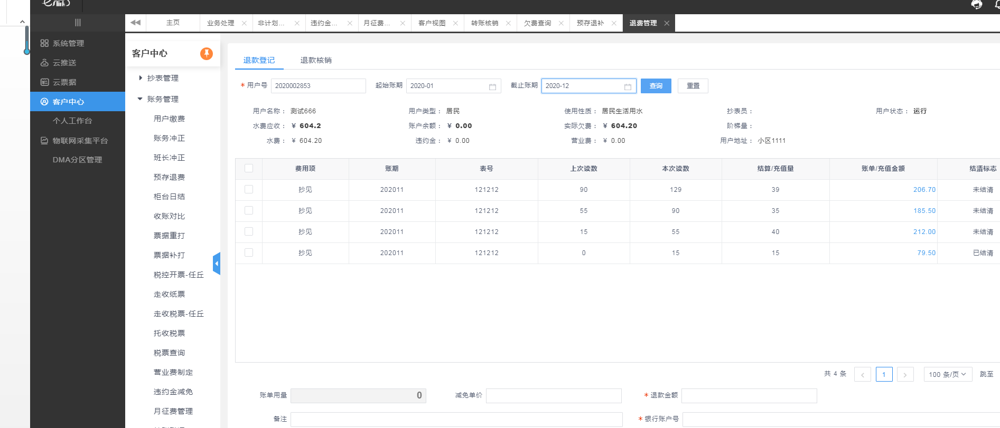 主页 业务处理 非计划... 违约金... 月征费... 客户视图 转账核销 欠费查询 预存退补 退费管理
系统管理
云推送
云票据
客户中心
个人工作台
物联网采集平台
DMA分区管理
客户中心
抄表管理
账务管理
用户缴费
账务冲正
班长冲正
预存退费
柜台日结
收账对比
票据重打
票据补打
税控开票-任丘
走收纸票
走收税票-任丘
托收税票
税票查询
营业费制定
违约金减免
月征费管理
退款登记 退款核销
* 用户号 2020002853 起始账期 2020-01 截止账期 2020-12 查询 重置
用户名称： 测试666 用户类型： 居民 使用性质： 居民生活用水 抄表员： 用户状态： 运行
水费应收： ¥ 604.2 账户余额： ¥ 0.00 实际欠费： ¥ 604.20 阶梯量：
水费： ¥ 604.20 违约金： ¥ 0.00 营业费： ¥ 0.00 用户地址： 小区1111
费用项 账期 表号 上次读数 本次读数 结算/充值量 账单/充值金额 结清标志
抄见 202011 121212 90 129 39 206.70 未结清
抄见 202011 121212 55 90 35 185.50 未结清
抄见 202011 121212 15 55 40 212.00 未结清
抄见 202011 121212 0 15 15 79.50 已结清
共 4 条 1 100 条/页 跳至
账单用量 0 减免单价 * 退款金额
备注 * 银行账户号